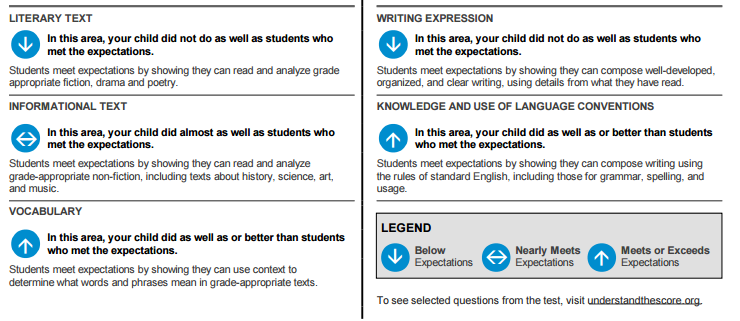 LITERARY TEXT
In this area, your child did not do as well as students who
met the expectations.
Students meet expectations by showing they can read and analyze grade
appropriate fiction, drama and poetry.
INFORMATIONAL TEXT
In this area, your child did almost as well as students who
met the expectations.
Students meet expectations by showing they can read and analyze
grade-appropriate non-fiction, including texts about history, science, art,
and music.
VOCABULARY
In this area, your child did as well as or better than students
who met the expectations.
Students meet expectations by showing they can use context to
determine what words and phrases mean in grade-appropriate texts.
WRITING EXPRESSION
In this area, your child did not do as well as students who
met the expectations.
Students meet expectations by showing they can compose well-developed,
organized, and clear writing, using details from what they have read.
KNOWLEDGE AND USE OF LANGUAGE CONVENTIONS
In this area, your child did as well as or better than students
who met the expectations.
Students meet expectations by showing they can compose writing using
the rules of standard English, including those for grammar, spelling, and
usage.
LEGEND
Below
Expectations
Nearly Meets
Expectations
Meets or Exceeds
Expectations
To see selected questions from the test, visit understandthescore.org.